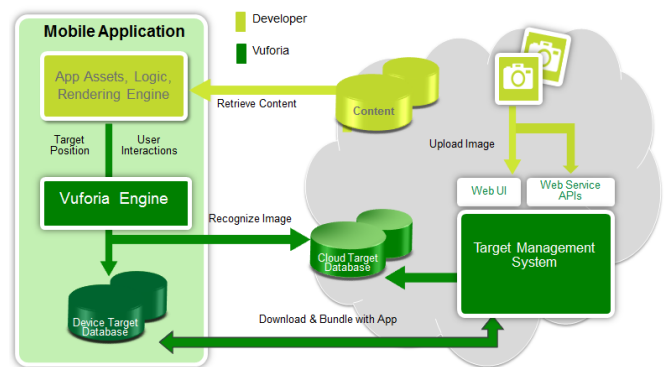 Developer
Vuforia
Mobile Application
App Assets, Logic,
Rendering Engine
Retrieve Content
Content
Target
Position
User
Interactions
Upload Image
Web UI
Web Service
APIs
Vuforia Engine
Recognize Image
Cloud Target
Database
Target Management
System
Device Target
Database
Download & Bundle with App